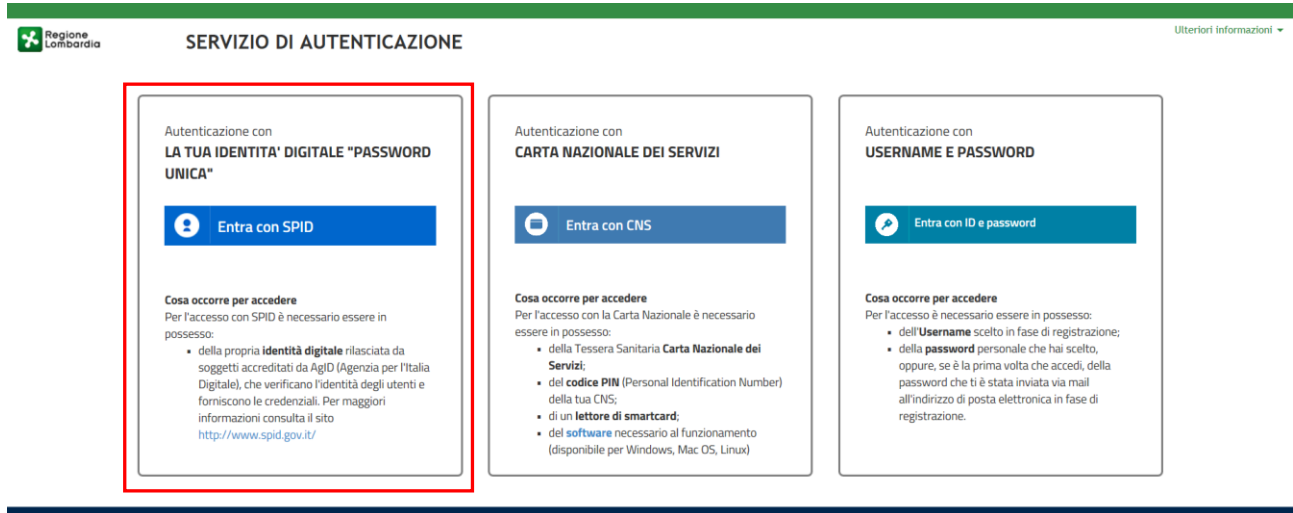 Regione
Lombardia
SERVIZIO DI AUTENTICAZIONE
Ulteriori informazioni
Autenticazione con
LA TUA IDENTITA' DIGITALE "PASSWORD
UNICA"
Entra con SPID
Cosa occorre per accedere
Per l'accesso con SPID è necessario essere in
possesso:
▪ della propria identità digitale rilasciata da
soggetti accreditati da AgID (Agenzia per l'Italia
Digitale), che verificano l'identità degli utenti e
forniscono le credenziali. Per maggiori
informazioni consulta il sito
http://www.spid.gov.it/
Autenticazione con
CARTA NAZIONALE DEI SERVIZI
Entra con CNS
Cosa occorre per accedere
Per l'accesso con la Carta Nazionale è necessario
essere in possesso:
▪ della Tessera Sanitaria Carta Nazionale dei
Servizi;
▪ del codice PIN (Personal Identification Number)
della tua CNS;
▪ di un lettore di smartcard;
▪ del software necessario al funzionamento
(disponibile per Windows, Mac OS, Linux)
Autenticazione con
USERNAME E PASSWORD
Entra con ID e password
Cosa occorre per accedere
Per l'accesso è necessario essere in possesso:
▪ dell'Username scelto in fase di registrazione;
▪ della password personale che hai scelto,
oppure, se è la prima volta che accedi, della
password che ti è stata inviata via mail
all'indirizzo di posta elettronica in fase di
registrazione.